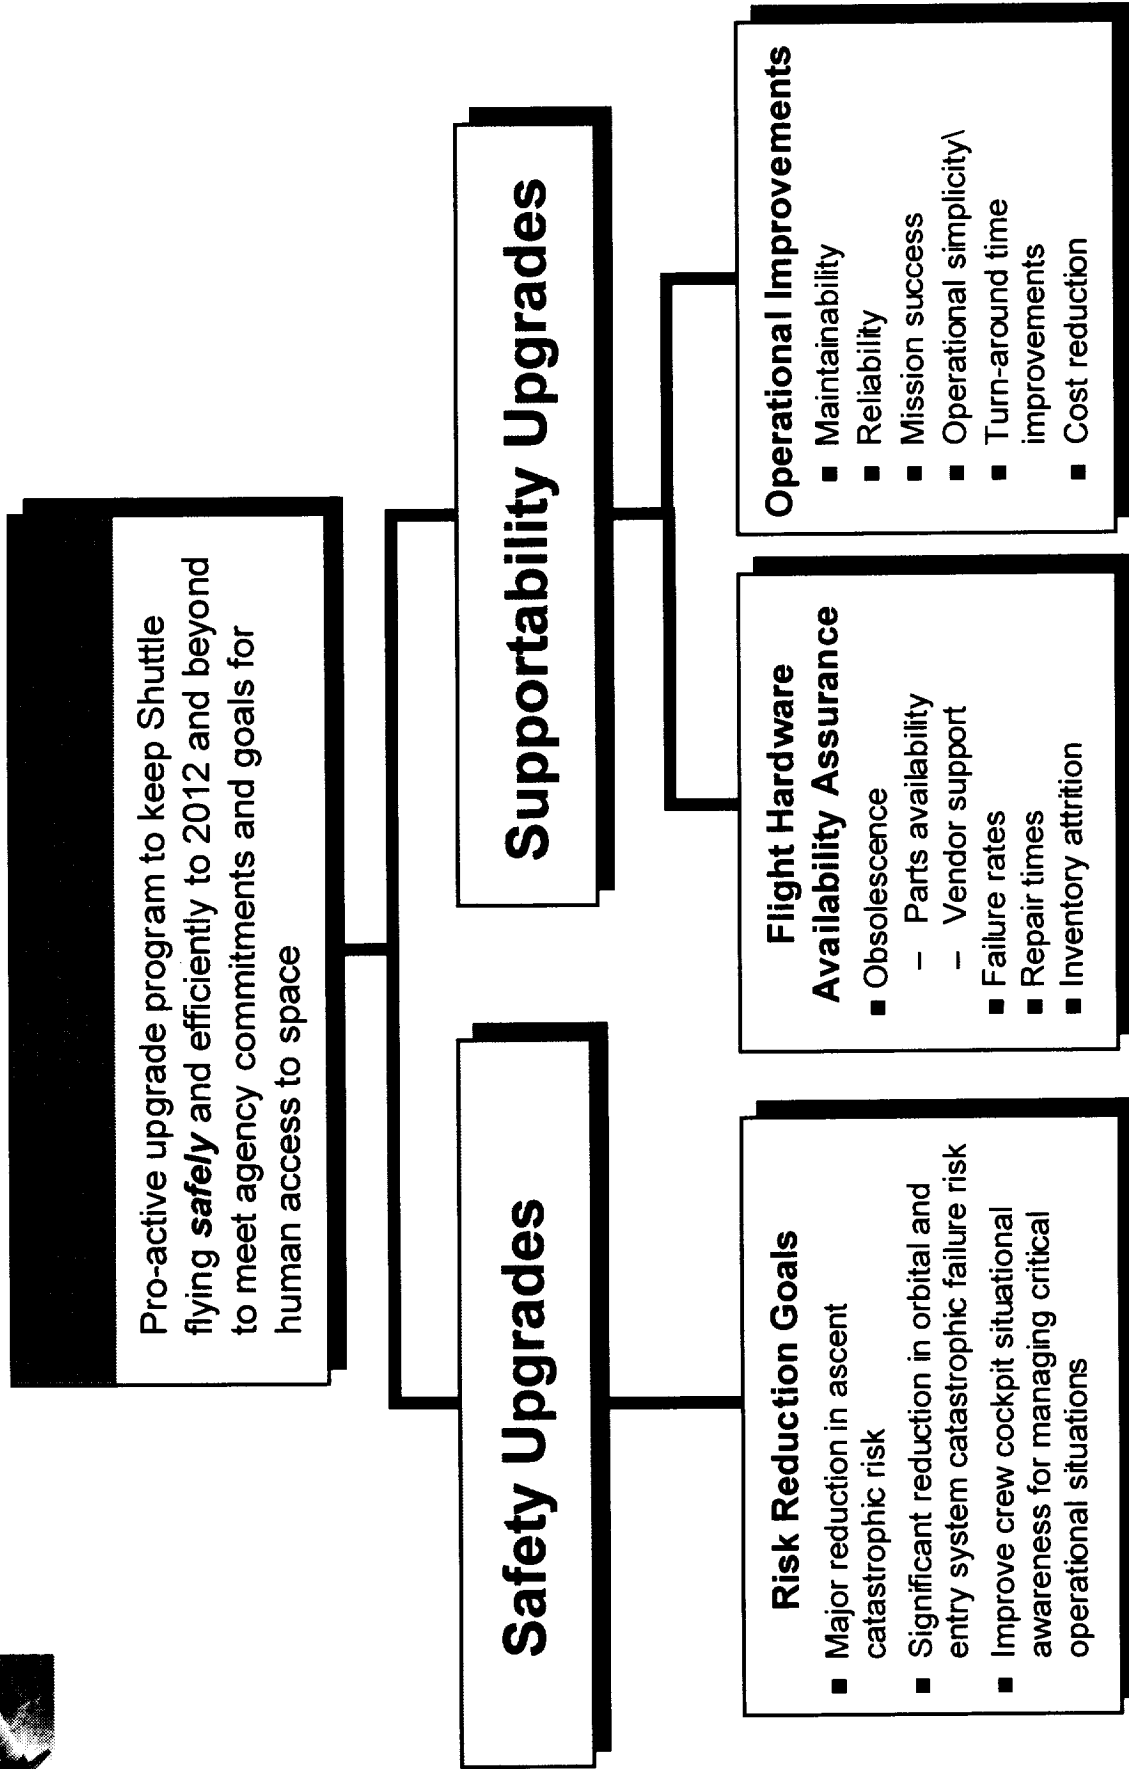 Pro-active upgrade program to keep Shuttle
flying safely and efficiently to 2012 and beyond
to meet agency commitments and goals for
human access to space
Safety Upgrades
Supportability Upgrades
Risk Reduction Goals
■ Major reduction in ascent
catastrophic risk
■ Significant reduction in orbital and
entry system catastrophic failure risk
■ Improve crew cockpit situational
awareness for managing critical
operational situations
Flight Hardware
Availability Assurance
■ Obsolescence
– Parts availability
– Vendor support
■ Failure rates
■ Repair times
■ Inventory attrition
Operational Improvements
■ Maintainability
■ Reliability
■ Mission success
■ Operational simplicity\
■ Turn-around time
improvements
■ Cost reduction